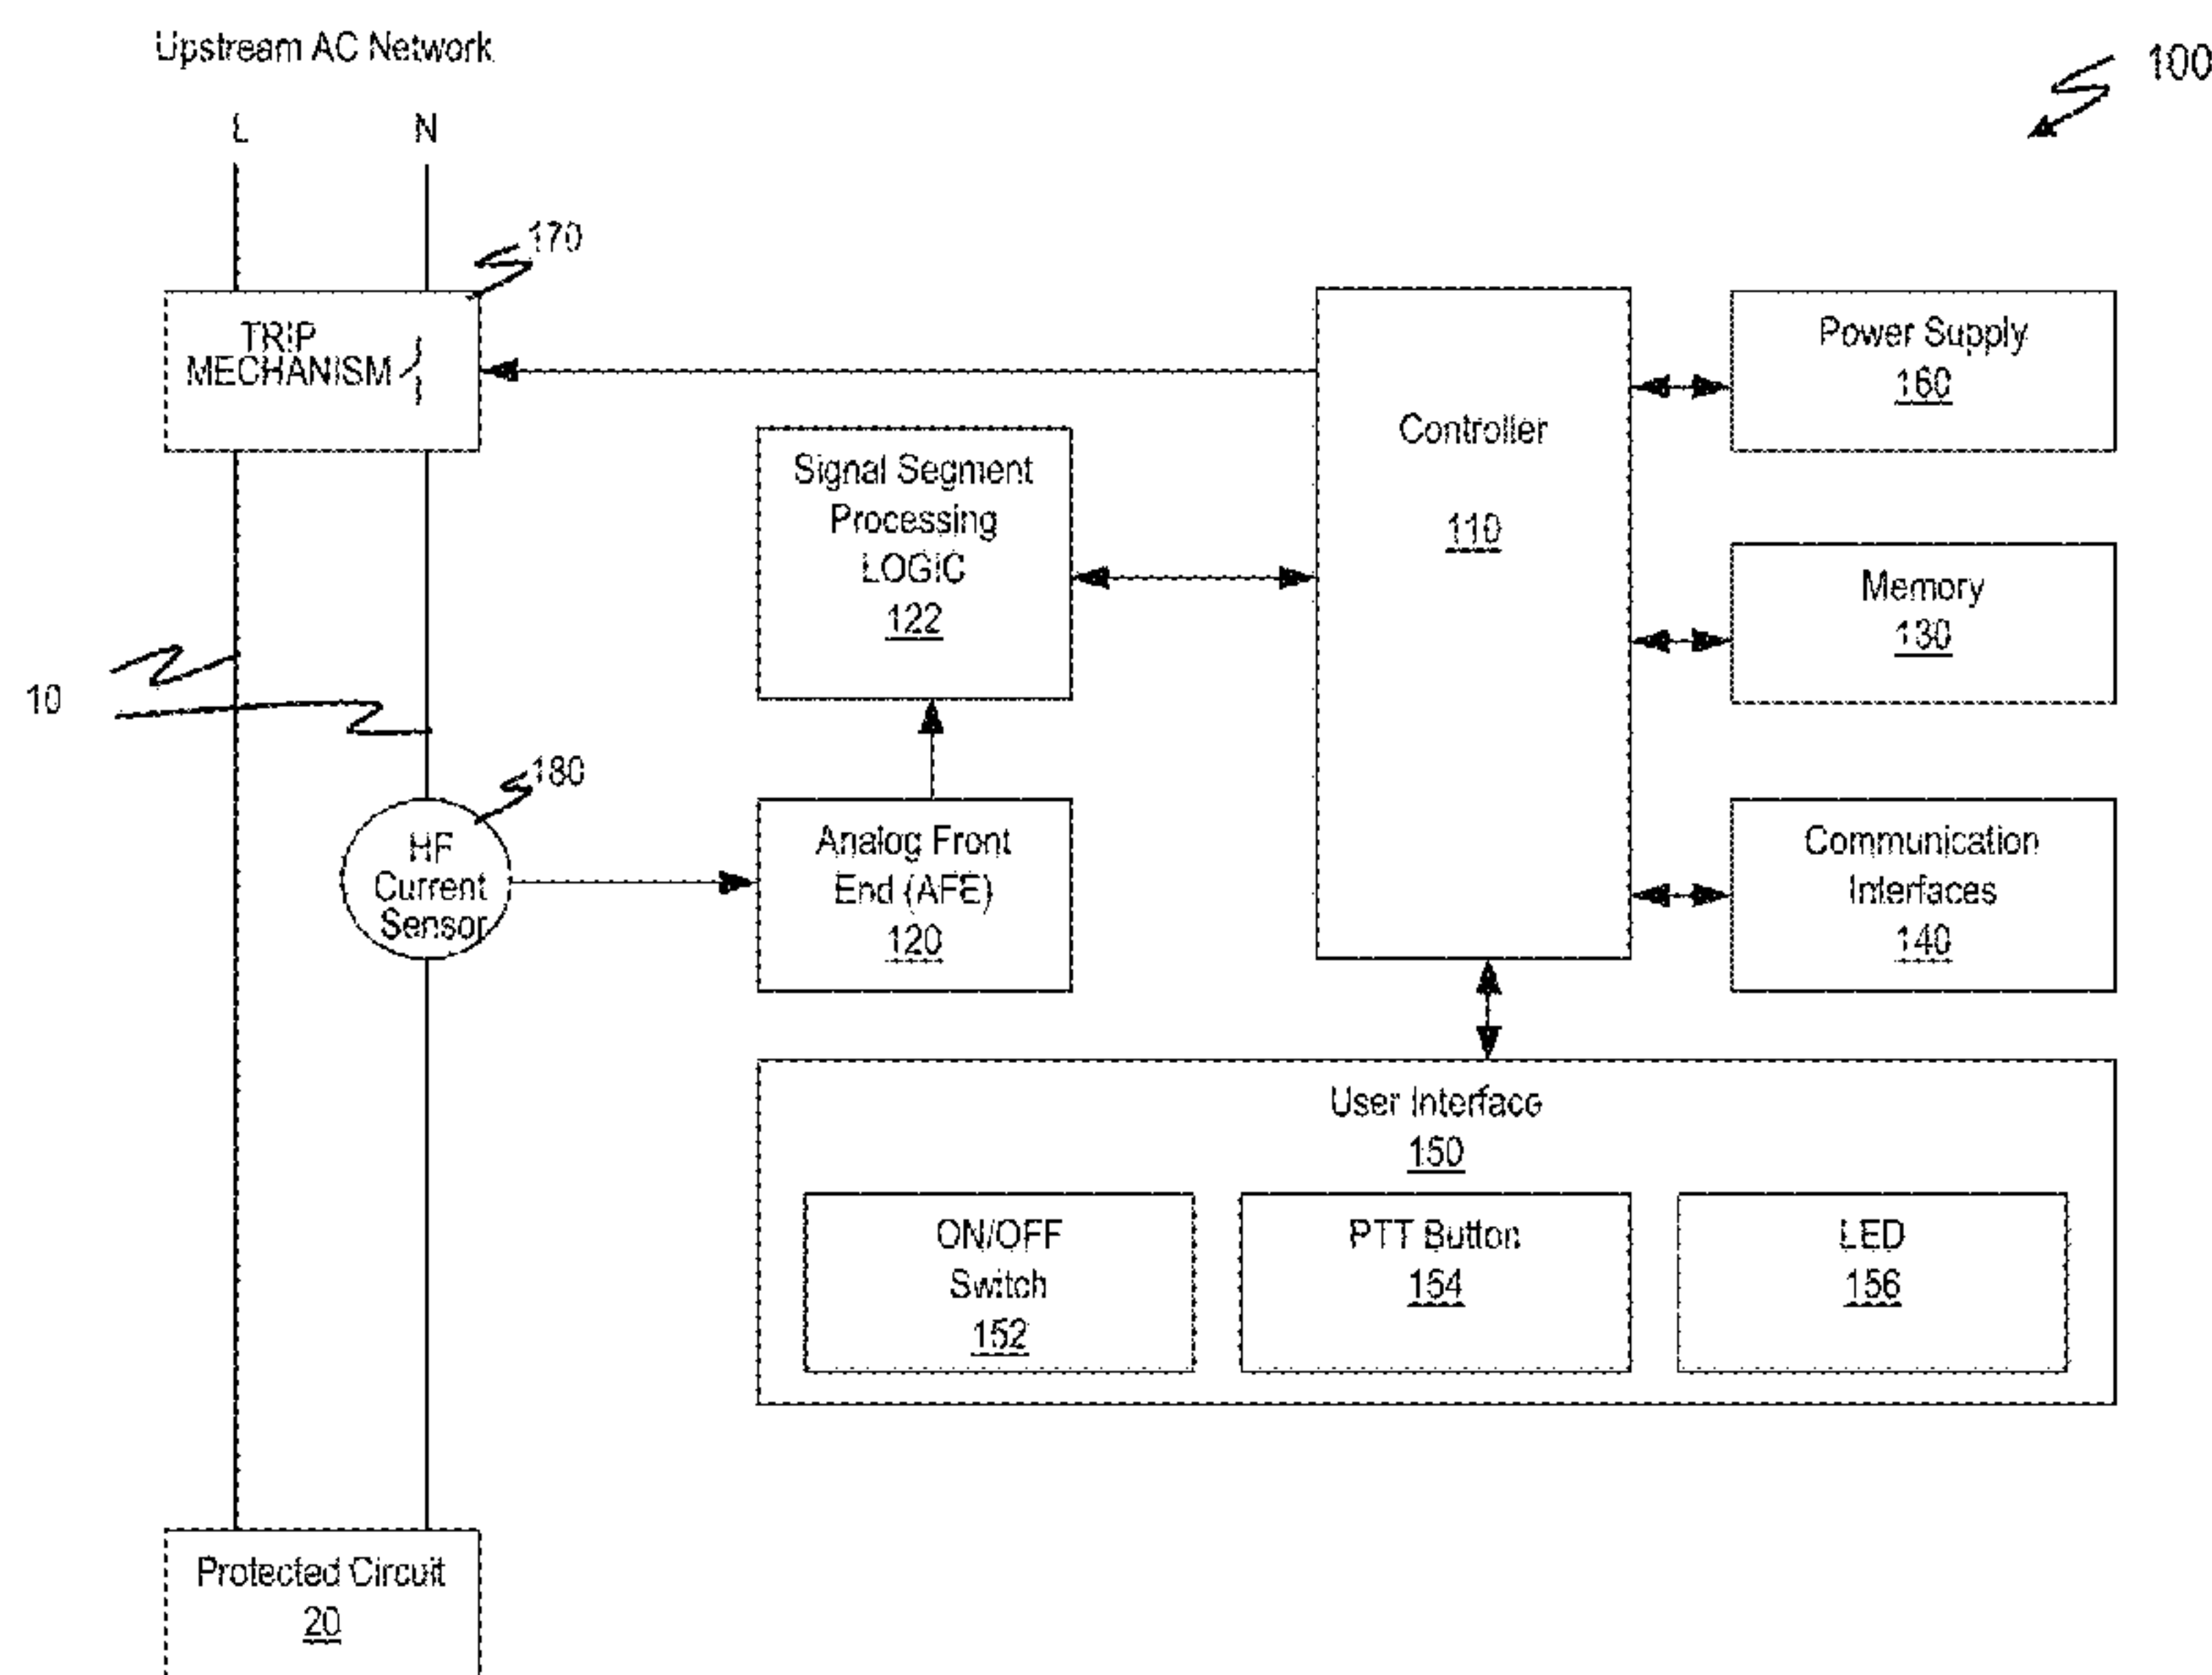 Upstream AC Network
100
L
N
170
TRIP
MECHANISM
Power Supply
160
Controller
110
Signal Segment
Processing
LOGIC
122
Memory
130
10
180
HF
Current
Sensor
Analog Front
End (AFE)
120
Communication
Interfaces
140
User Interface
150
ON/OFF
Switch
152
PTT Button
154
LED
156
Protected Circuit
20